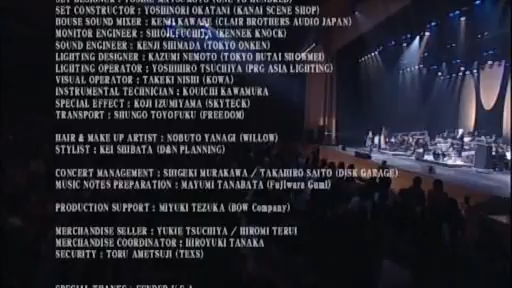 SET CONSTRUCTOR : YOSHINORI OKATANI (KANAI SCENE SHOP)
HOUSE SOUND MIXER : KENJI KAWASE (CLAIR BROTHERS AUDIO JAPAN)
MONITOR ENGINEER : SHOJI FUCHITA (KENNEK KNOCK)
SOUND ENGINEER : KENJI SHIMADA (TOKYO ONKEN)
LIGHTING DESIGNER : KAZUMI NEMOTO (TOKYO BUTAI SHOWMEI)
LIGHTING OPERATOR : YOSHIHIRO TSUCHIYA (PRG ASIA LIGHTING)
VISUAL OPERATOR : TAKEKI NISHI (KOWA)
INSTRUMENTAL TECHNICIAN : KOUICHI KAWAMURA
SPECIAL EFFECT : KOJI IZUMIYAMA (SKYTECK)
TRANSPORT : SHUNGO TOYOFUKU (FREEDOM)
HAIR & MAKE UP ARTIST : NOBUTO YANAGI (WILLOW)
STYLIST : KEI SHIBATA (D&N PLANNING)
CONCERT MANAGEMENT : SHIGEKI MURAKAWA / TAKAHIRO SAITO (DISK GARAGE)
MUSIC NOTES PREPARATION : MAYUMI TANABATA (Fujiwara Gumi)
PRODUCTION SUPPORT : MIYUKI TEZUKA (BOW Company)
MERCHANDISE SELLER : YUKIE TSUCHIYA / HIROMI TERUI
MERCHANDISE COORDINATOR : HIROYUKI TANAKA
SECURITY : TORU AMETSUJI (TEXS)